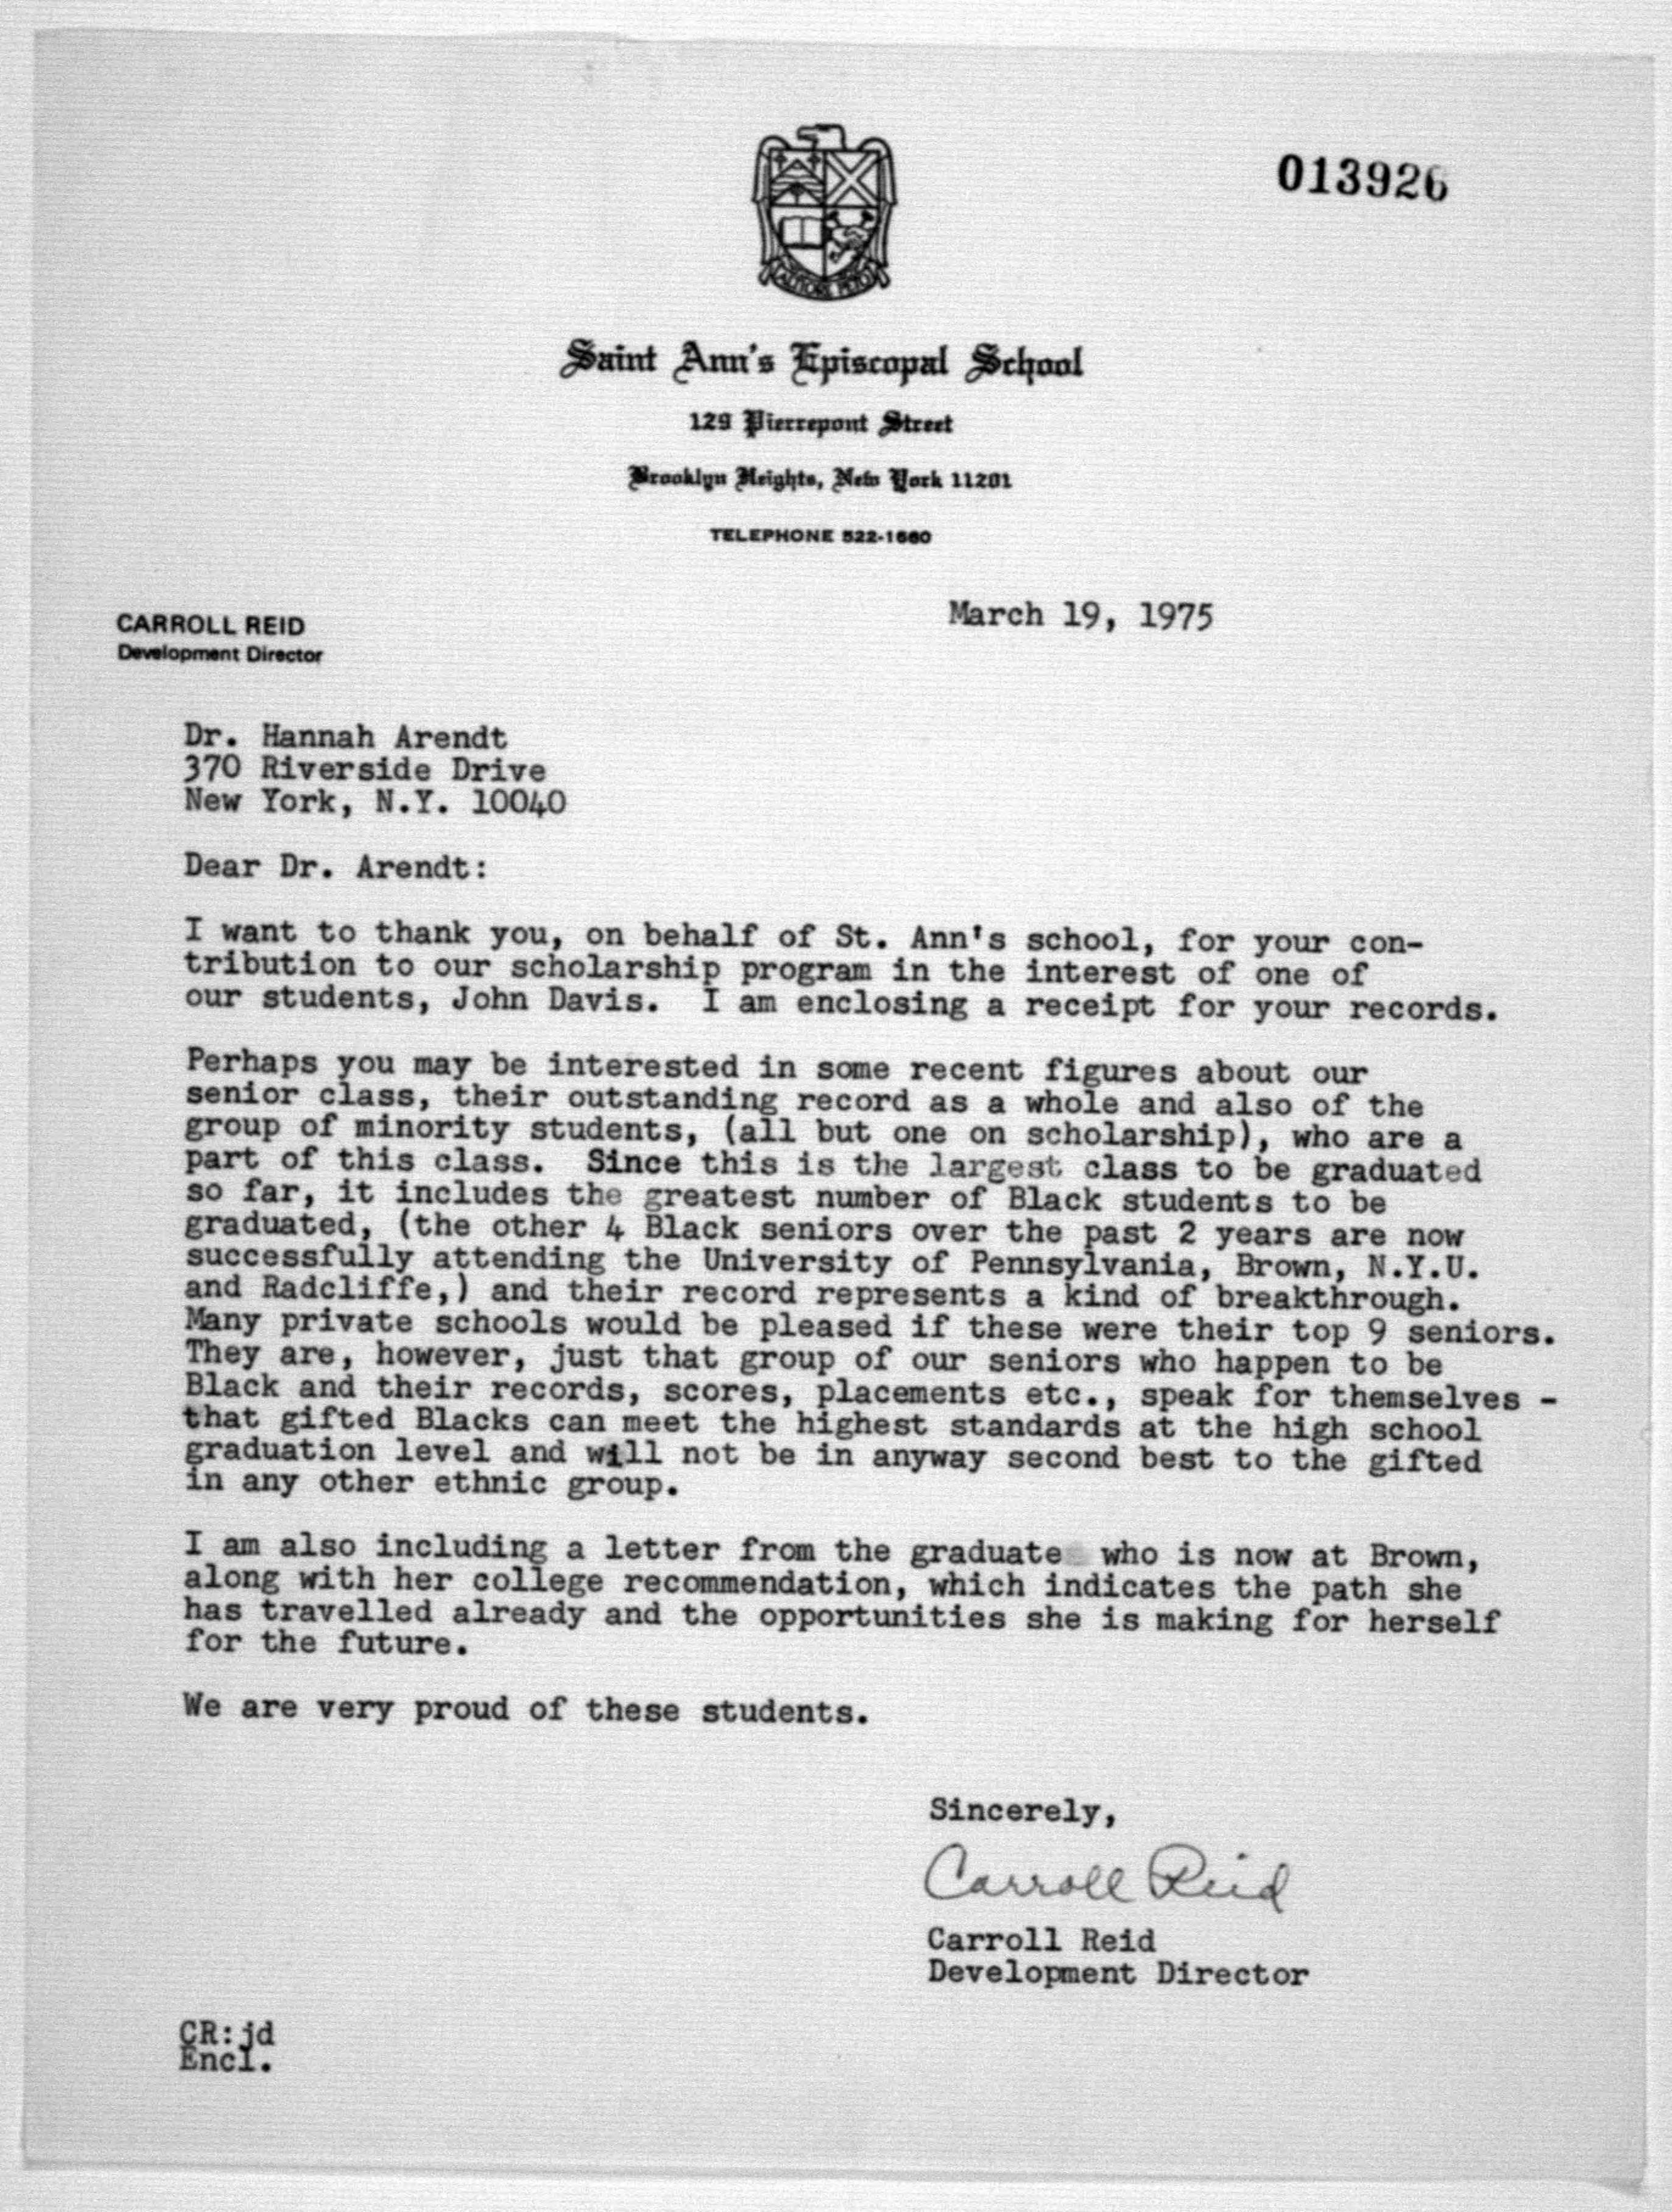 013926
ALTIORA PETO
Saint Ann's Episcopal School
129 Pierrepont Street
Brooklyn Heights, New York 11201
TELEPHONE 522-1660
March 19, 1975
CARROLL REID
Development Director
Dr. Hannah Arendt
370 Riverside Drive
New York, N.Y. 10040
Dear Dr. Arendt:
I want to thank you, on behalf of St. Ann's school, for your con-
tribution to our scholarship program in the interest of one of
our students, John Davis.  I am enclosing a receipt for your records.
Perhaps you may be interested in some recent figures about our
senior class, their outstanding record as a whole and also of the
group of minority students, (all but one on scholarship), who are a
part of this class.  Since this is the largest class to be graduated
so far, it includes the greatest number of Black students to be
graduated, (the other 4 Black seniors over the past 2 years are now
successfully attending the University of Pennsylvania, Brown, N.Y.U.
and Radcliffe,) and their record represents a kind of breakthrough.
Many private schools would be pleased if these were their top 9 seniors.
They are, however, just that group of our seniors who happen to be
Black and their records, scores, placements etc., speak for themselves -
that gifted Blacks can meet the highest standards at the high school
graduation level and will not be in anyway second best to the gifted
in any other ethnic group.
I am also including a letter from the graduate who is now at Brown,
along with her college recommendation, which indicates the path she
has travelled already and the opportunities she is making for herself
for the future.
We are very proud of these students.
Sincerely,
Carroll Reid
Carroll Reid
Development Director
CR:jd
Encl.